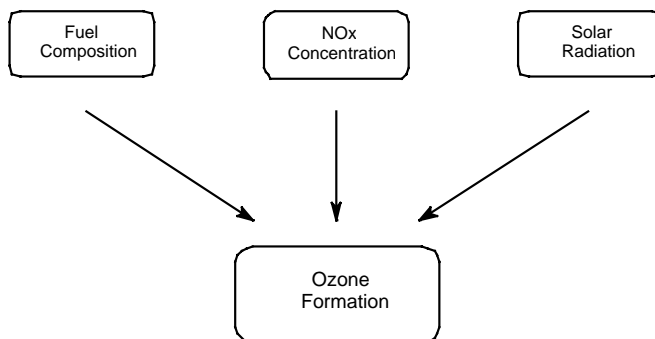 Fuel
Composition
NOx
Concentration
Solar
Radiation
Ozone
Formation